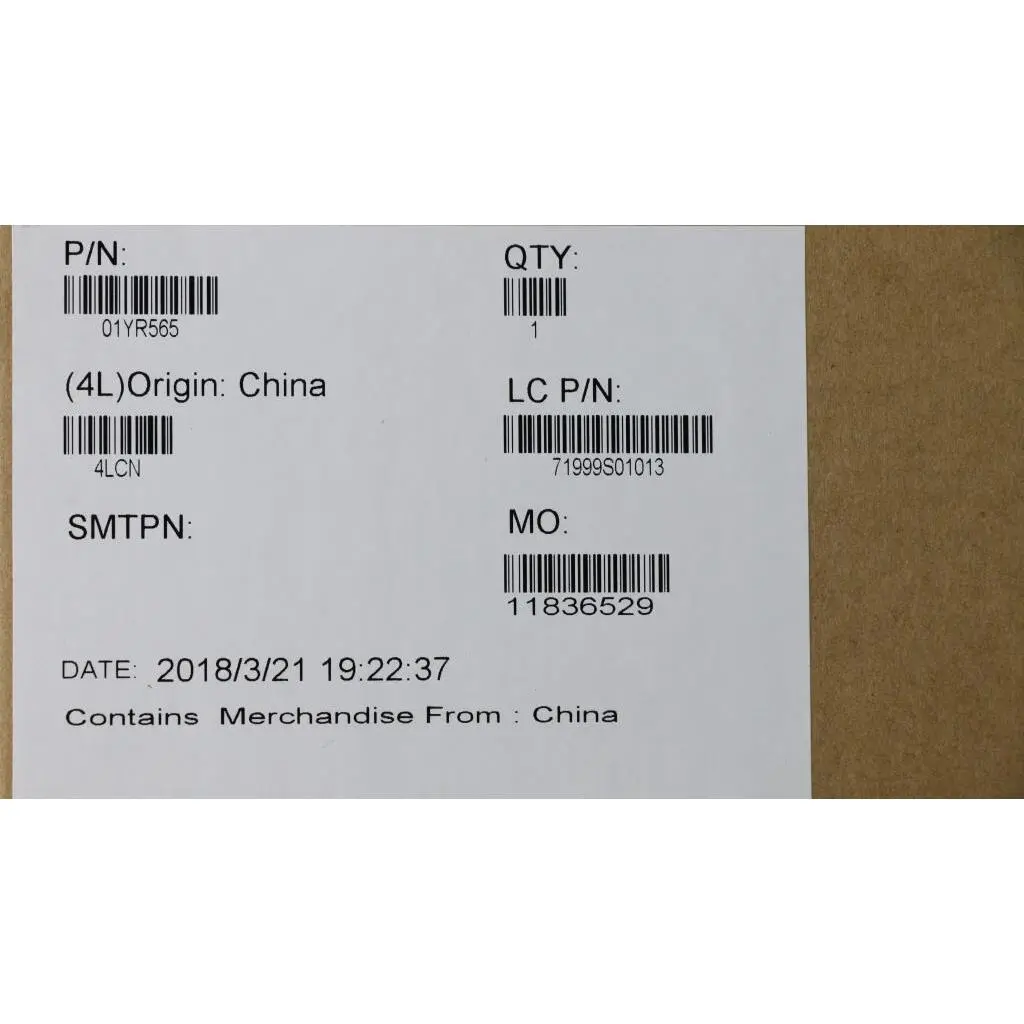 P/N:
01YR565
QTY:
1
(4L)Origin: China
4LCN
LC P/N:
71999S01013
SMTPN:
MO:
11836529
DATE: 2018/3/21 19:22:37
Contains Merchandise From : China